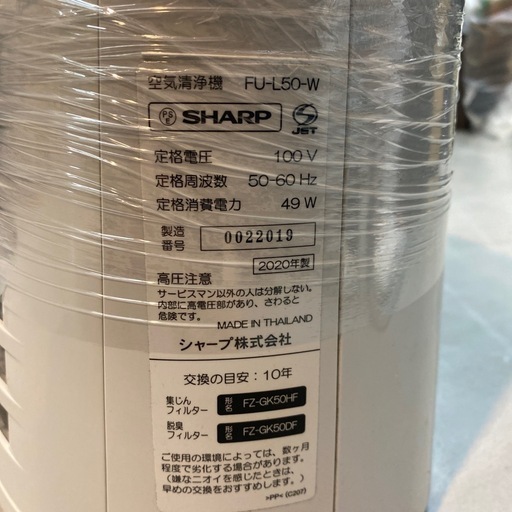 空気清浄機 FU-L50-W
PS E SHARP S JET
定格電圧 100 V
定格周波数 50-60 Hz
定格消費電力 49 W
製造番号 0022019
2020年製
高圧注意
サービスマン以外の人は分解しない。
内部に高電圧部があり、さわると
危険です。
MADE IN THAILAND
シャープ株式会社
交換の目安:10年
集じんフィルター 形名 FZ-GK50HF
脱臭フィルター 形名 FZ-GK50DF
ご使用の環境によっては、数ヶ月
程度で劣化する場合があります。
(嫌なニオイを感じたときは、
早めの交換をおすすめします。)
>PP< (C207)